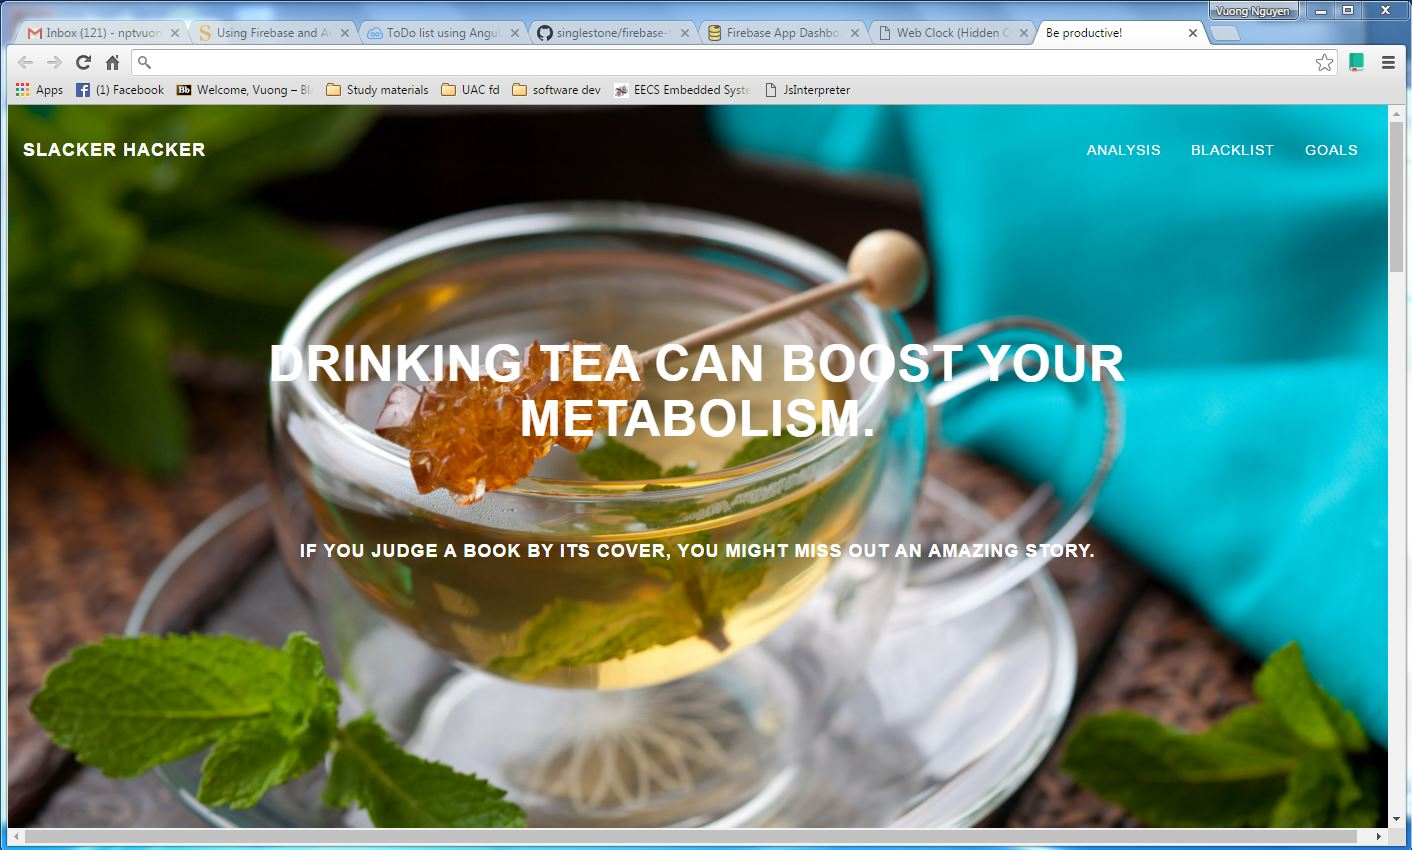 Vuong Nguyen
Inbox (121) - nptvuon
Using Firebase and A
ToDo list using Angul
singlestone/firebase-
Firebase App Dashbo
Web Clock (Hidden C
Be productive!
Apps
(1) Facebook
Welcome, Vuong – Bl
Study materials
UAC fd
software dev
EECS Embedded Syste
JsInterpreter
SLACKER HACKER
ANALYSIS
BLACKLIST
GOALS
DRINKING TEA CAN BOOST YOUR
METABOLISM.
IF YOU JUDGE A BOOK BY ITS COVER, YOU MIGHT MISS OUT AN AMAZING STORY.